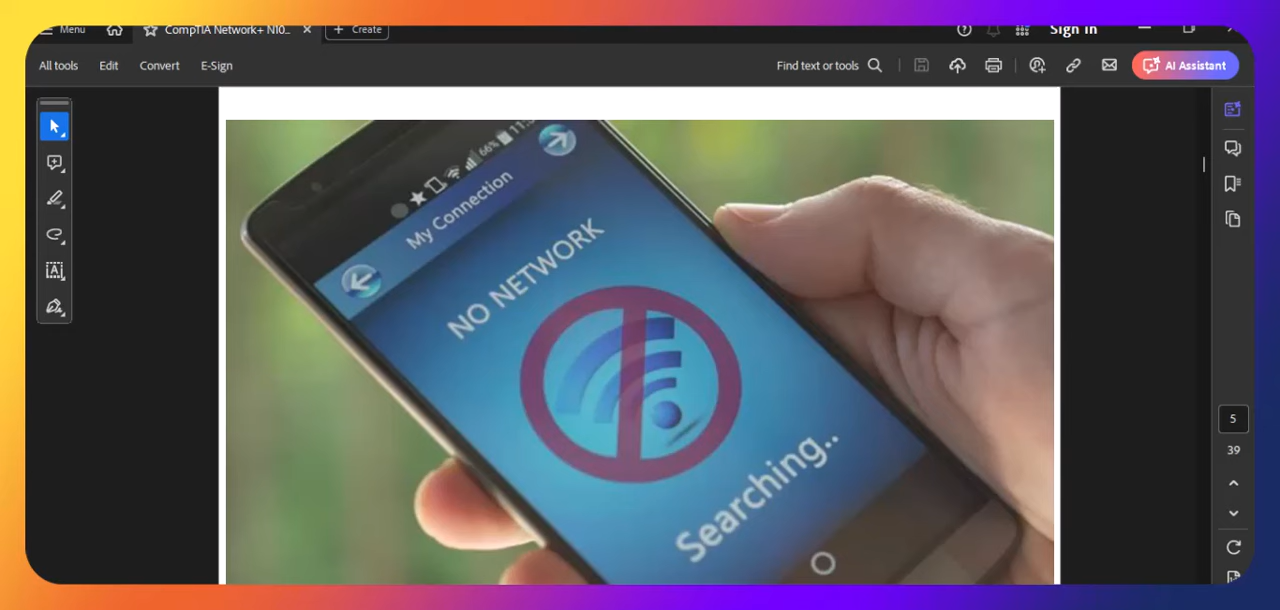 Menu
CompTIA Network+ N10...
Create
Sign in
All tools
Edit
Convert
E-Sign
Find text or tools
AI Assistant
66%
My Connection
NO NETWORK
Searching..
5
39